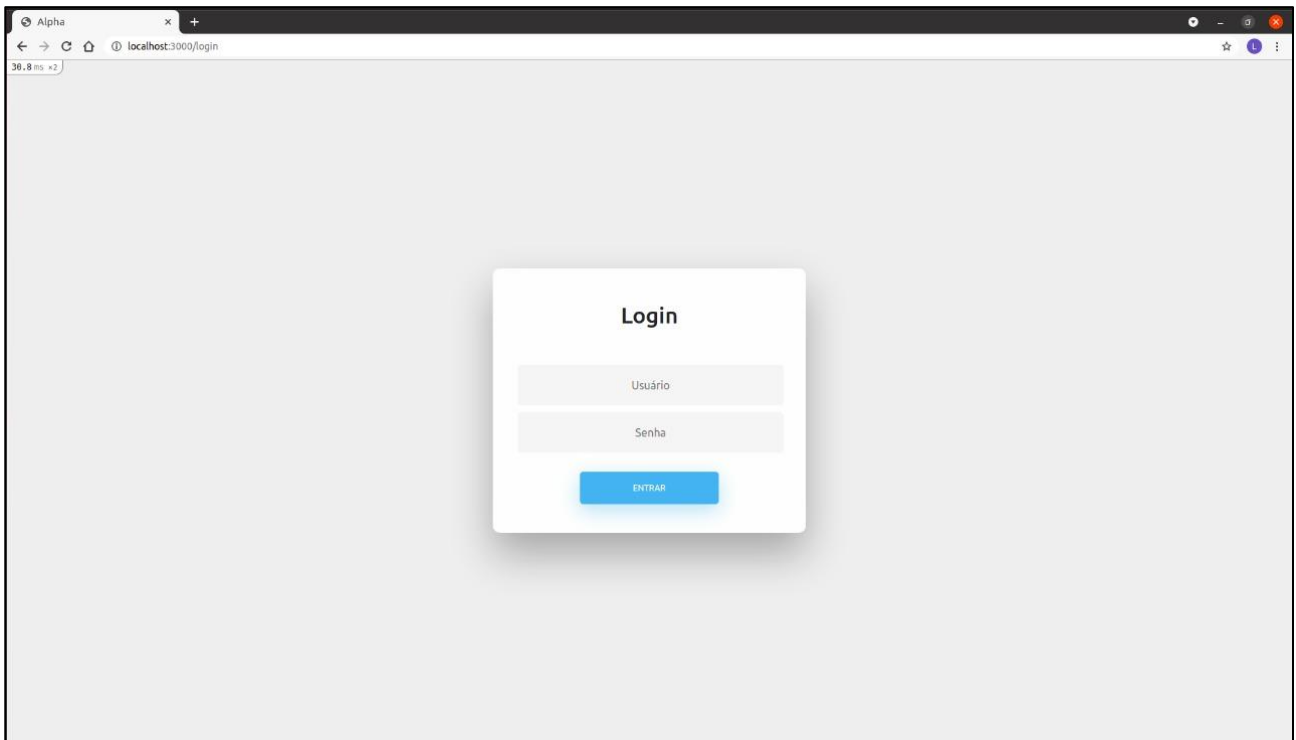 Alpha
localhost:3000/login
30.8 ms ×2
Login
Usuário
Senha
ENTRAR